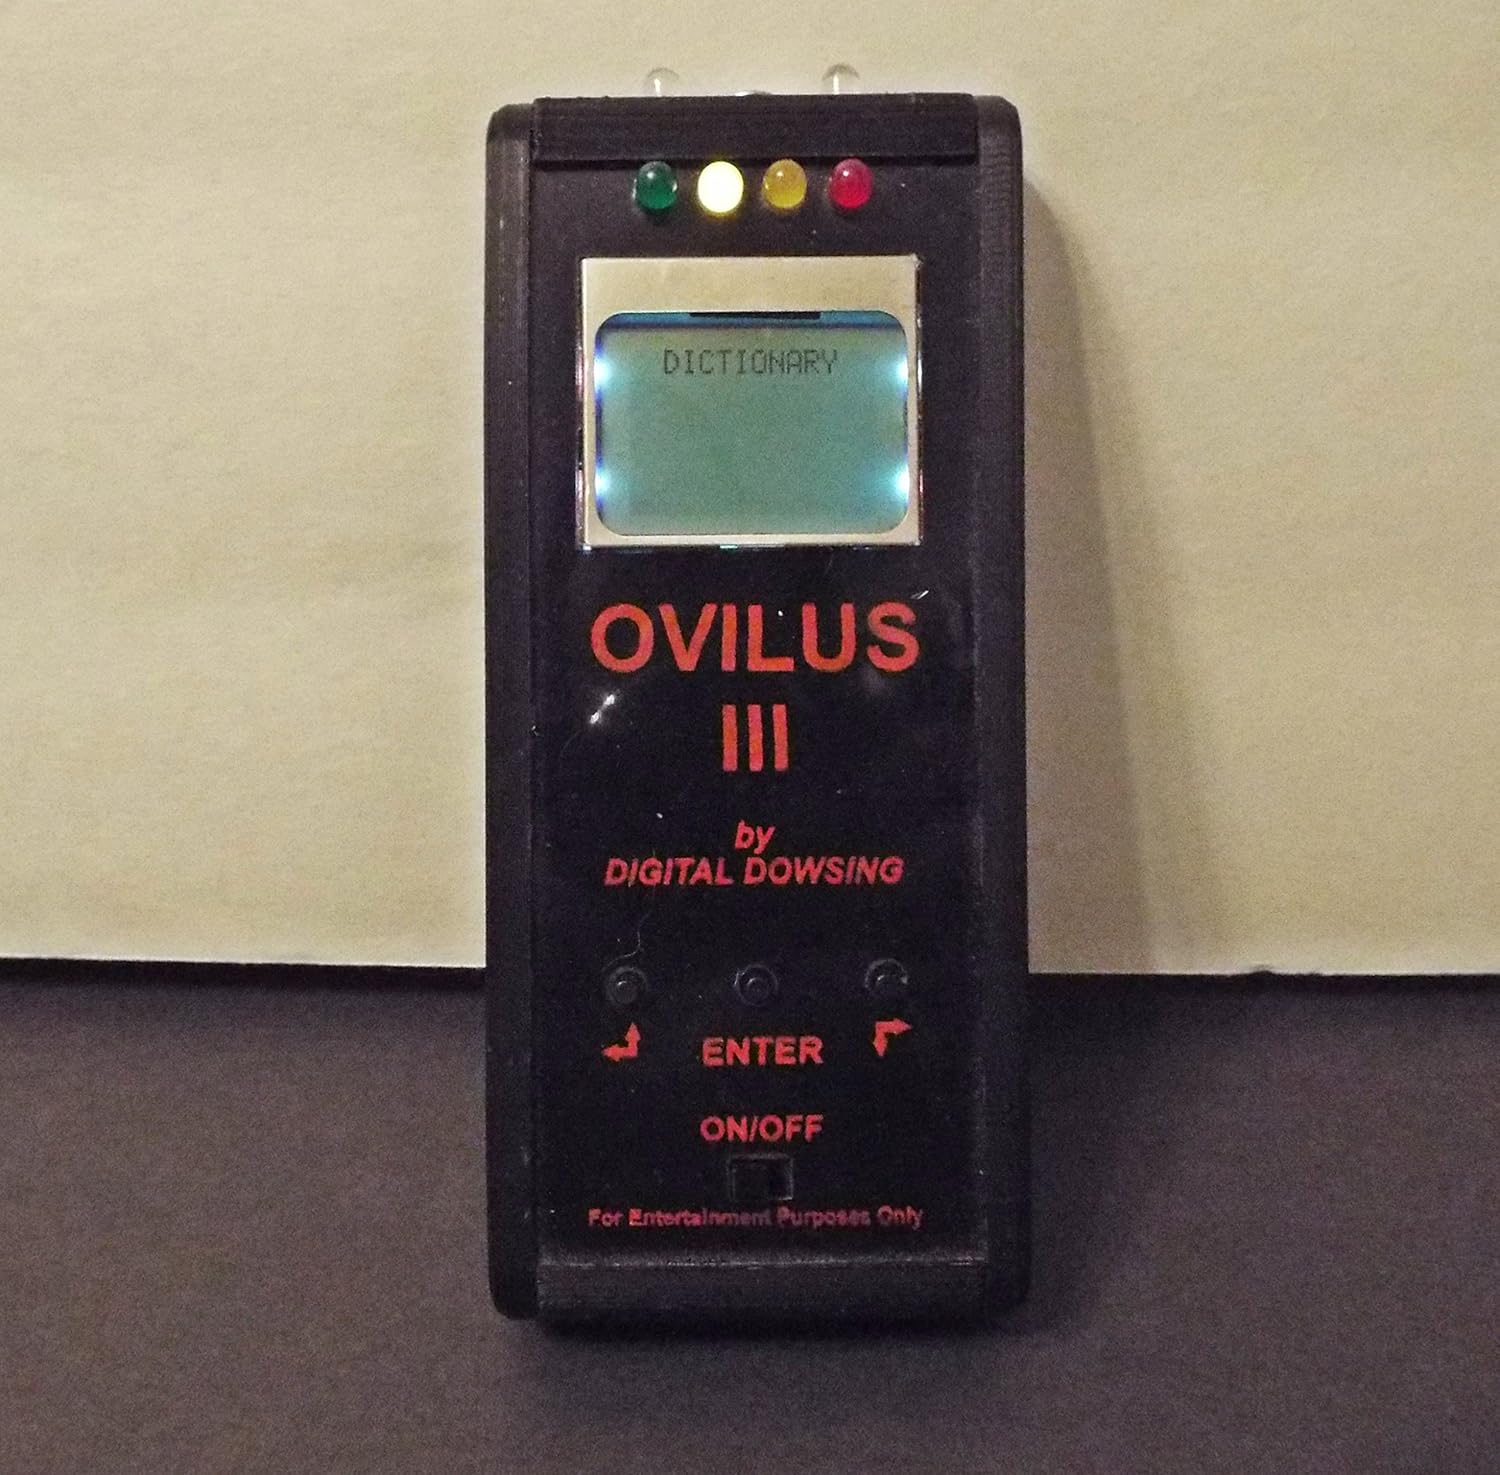 DICTIONARY
OVILUS
III
by
DIGITAL DOWSING
ENTER
ON/OFF
For Entertainment Purposes Only